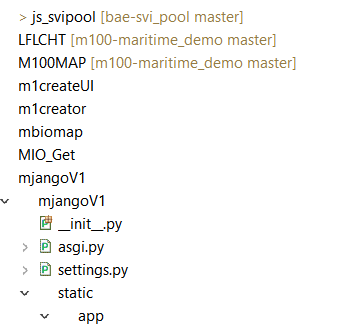 > js_svipool [bae-svi_pool master]
LFLCHT [m100-maritime_demo master]
M100MAP [m100-maritime_demo master]
m1createUI
m1creator
mbiomap
MIO_Get
mjangoV1
mjangoV1
__init__.py
asgi.py
settings.py
static
app